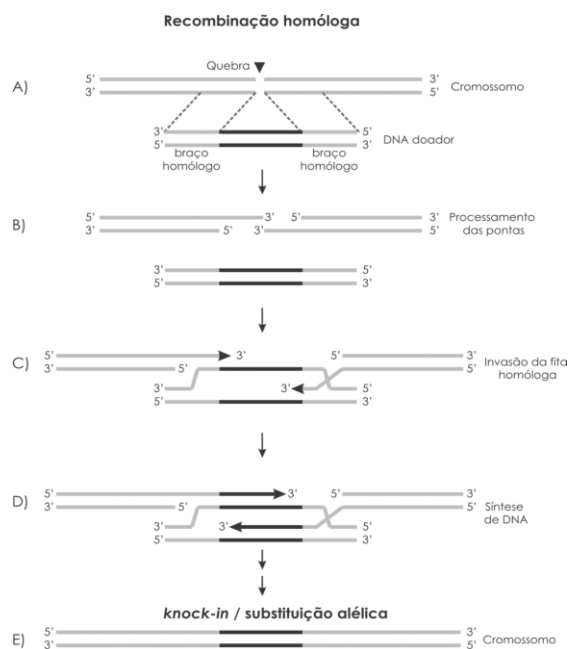 Recombinação homóloga
Quebra
A)
5' 3'
3' 5'
Cromossomo
3' 5'
5' 3'
DNA doador
braço homólogo
braço homólogo
B)
5' 3' 5' 3'
3' 5' 3' 5'
Processamento das pontas
3' 5'
5' 3'
C)
5' 3' 5' 3'
3' 5' 5'
Invasão da fita homóloga
3' 3' 5'
5' 3'
D)
5' 3' 5' 3'
3' 5' 5'
Síntese de DNA
3' 3' 5'
5' 3'
knock-in / substituição alélica
E)
5' 3'
3' 5'
Cromossomo